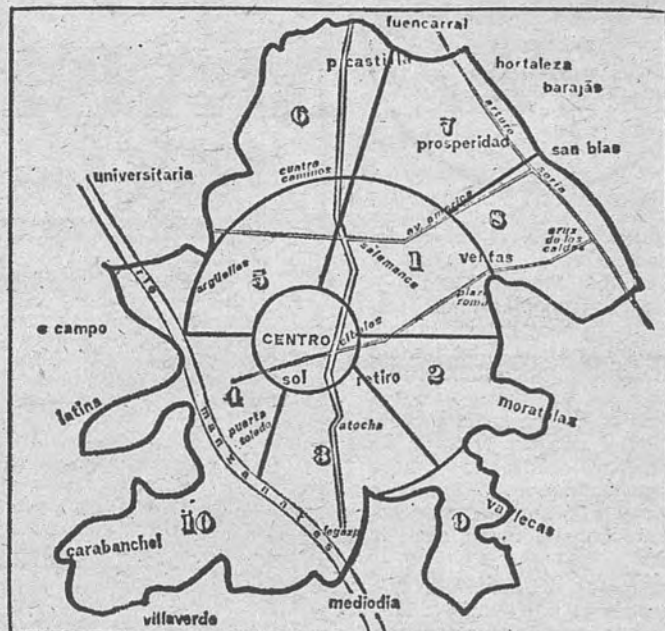 fuencarral
p castilla
hortaleza
barajas
6
7
arturo
prosperidad
san blas
cuatro
caminos
universitaria
soria
8
av. america
cruz
de los
caidos
salamanca
1
ventas
5
argüelles
plaza
roma
rio
e campo
CENTRO
cibeles
sol
retiro
2
4
latina
moratalaz
puerta
toledo
atocha
3
manzanares
vallecas
9
10
legazpi
carabanchel
mediodia
villaverde